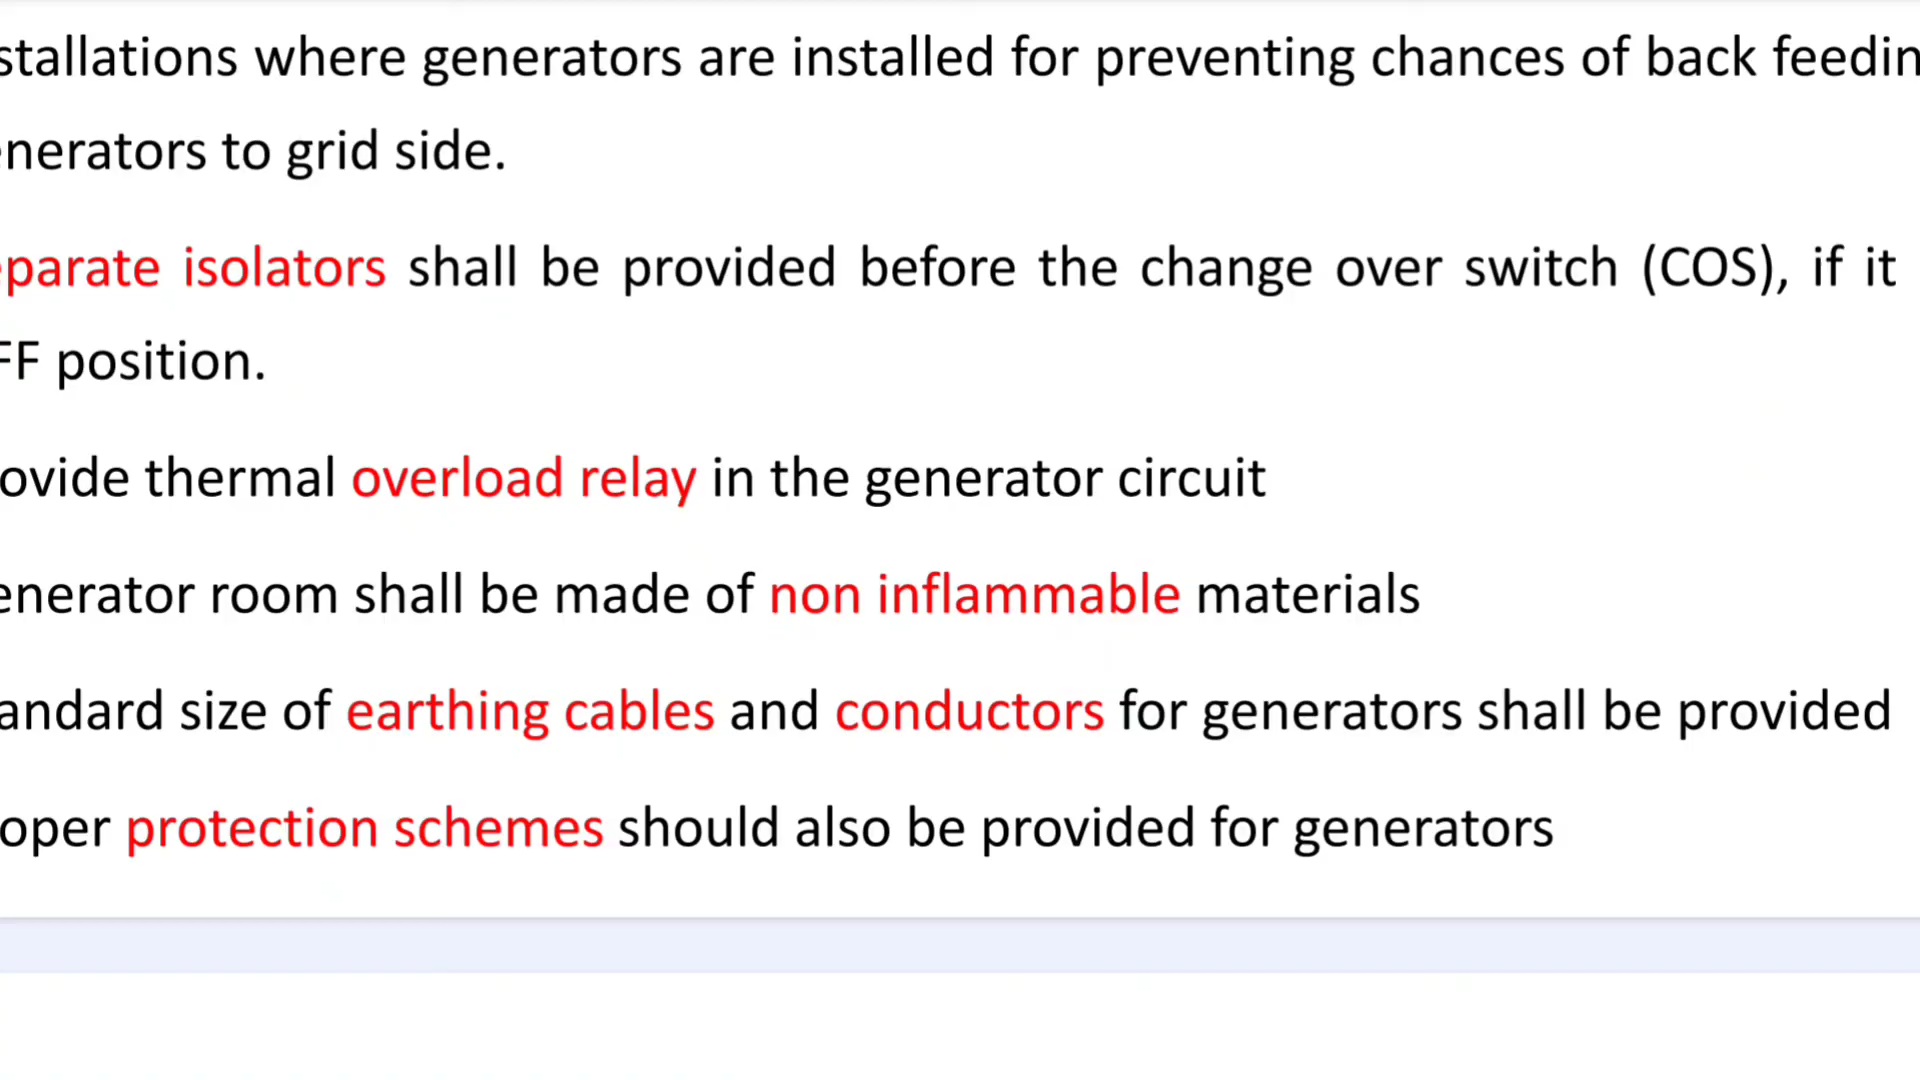 stallations where generators are installed for preventing chances of back feedin
nerators to grid side.
parate isolators shall be provided before the change over switch (COS), if it
FF position.
ovide thermal overload relay in the generator circuit
enerator room shall be made of non inflammable materials
andard size of earthing cables and conductors for generators shall be provided
oper protection schemes should also be provided for generators